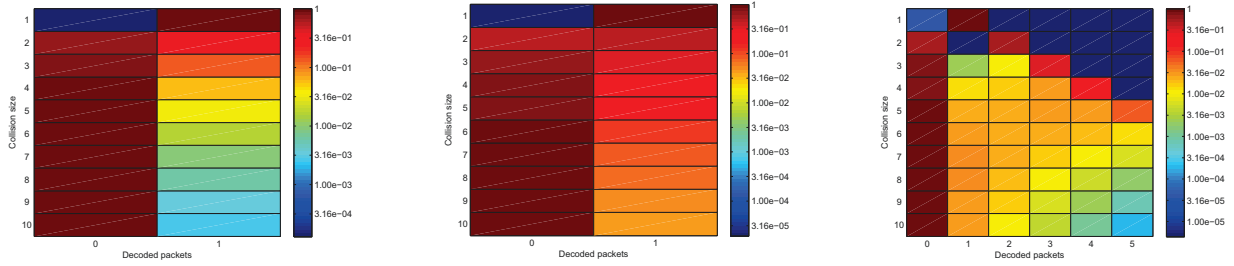 Collision size
1
2
3
4
5
6
7
8
9
10
0 1
Decoded packets
1
3.16e−01
1.00e−01
3.16e−02
1.00e−02
3.16e−03
1.00e−03
3.16e−04
Collision size
1
2
3
4
5
6
7
8
9
10
0 1
Decoded packets
1
3.16e−01
1.00e−01
3.16e−02
1.00e−02
3.16e−03
1.00e−03
3.16e−04
1.00e−04
3.16e−05
Collision size
1
2
3
4
5
6
7
8
9
10
0 1 2 3 4 5
Decoded packets
1
3.16e−01
1.00e−01
3.16e−02
1.00e−02
3.16e−03
1.00e−03
3.16e−04
1.00e−04
3.16e−05
1.00e−05